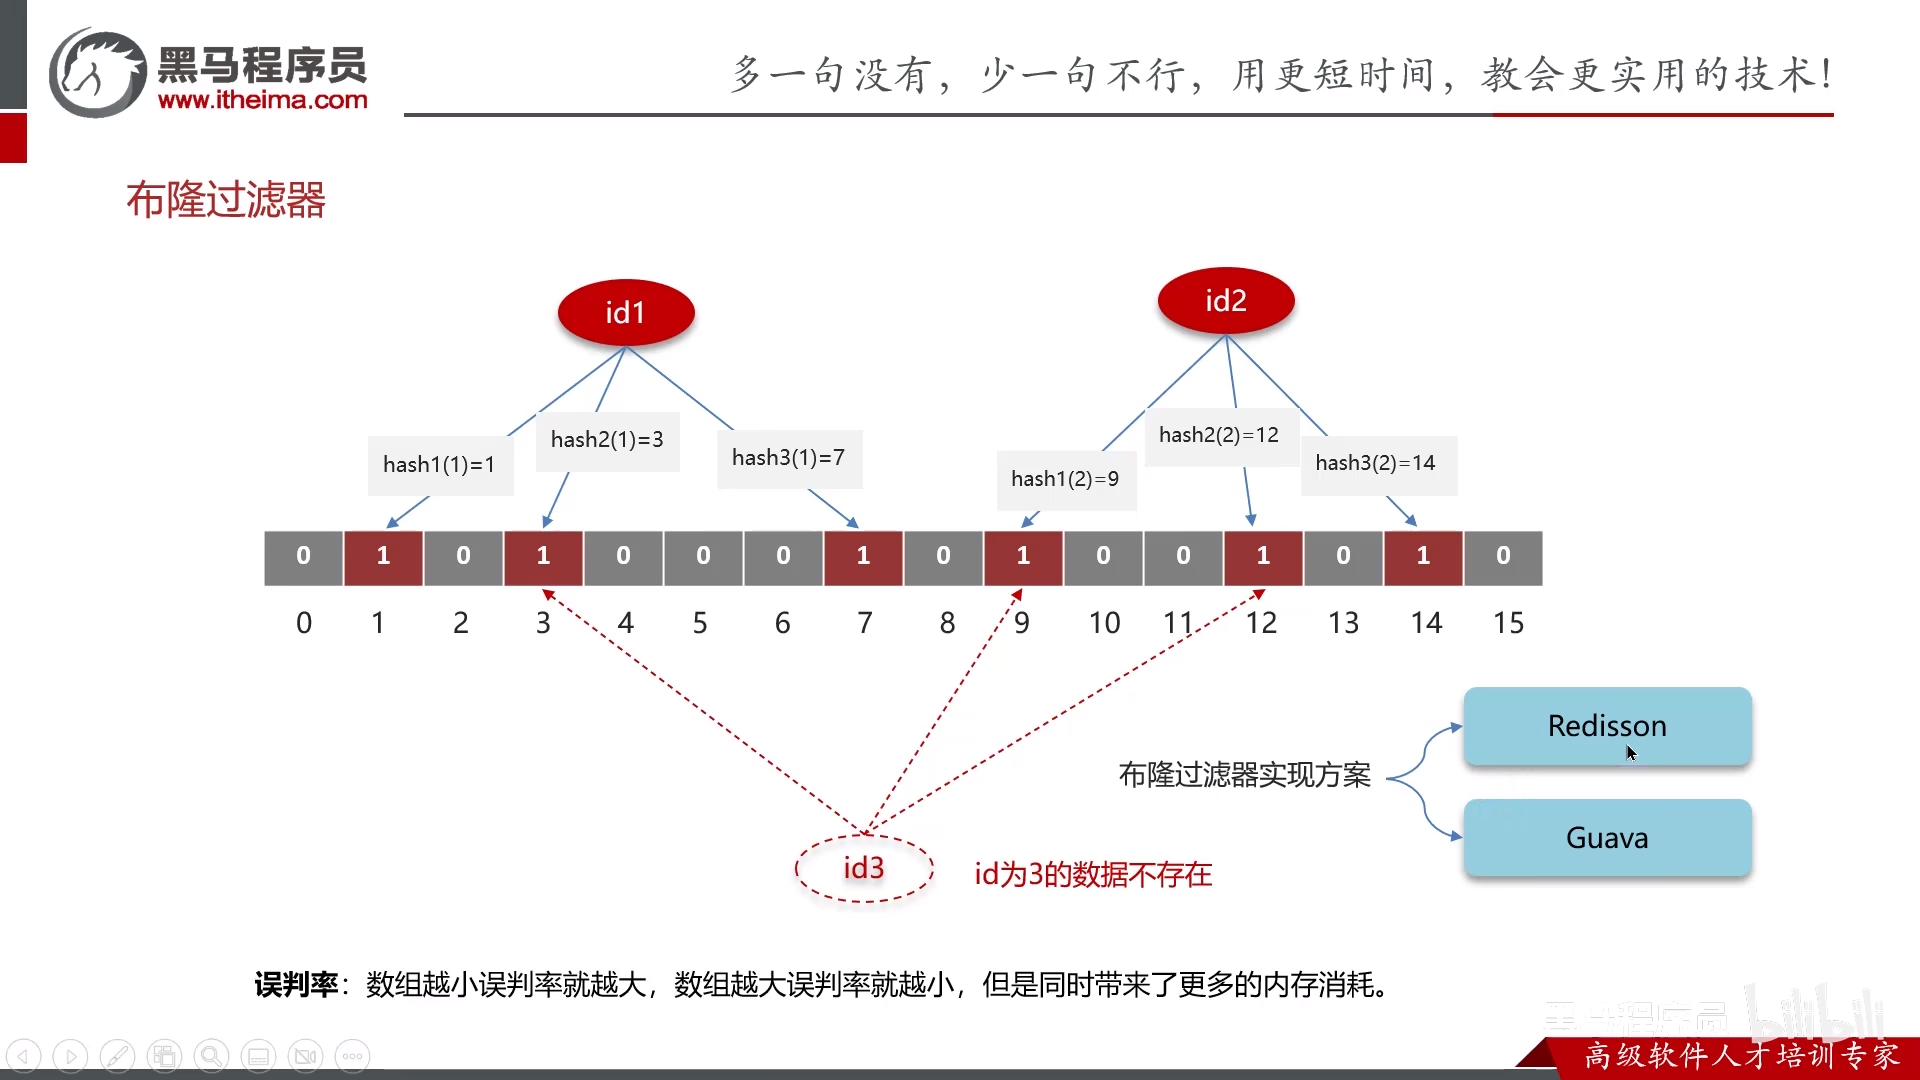 黑马程序员
www.itheima.com
多一句没有，少一句不行，用更短时间，教会更实用的技术！
布隆过滤器
id1
id2
hash1(1)=1
hash2(1)=3
hash3(1)=7
hash1(2)=9
hash2(2)=12
hash3(2)=14
0 1 0 1 0 0 0 1 0 1 0 0 1 0 1 0
0 1 2 3 4 5 6 7 8 9 10 11 12 13 14 15
Redisson
布隆过滤器实现方案
Guava
id3
id为3的数据不存在
误判率：数组越小误判率就越大，数组越大误判率就越小，但是同时带来了更多的内存消耗。
黑马程序员 bilibili
高级软件人才培训专家